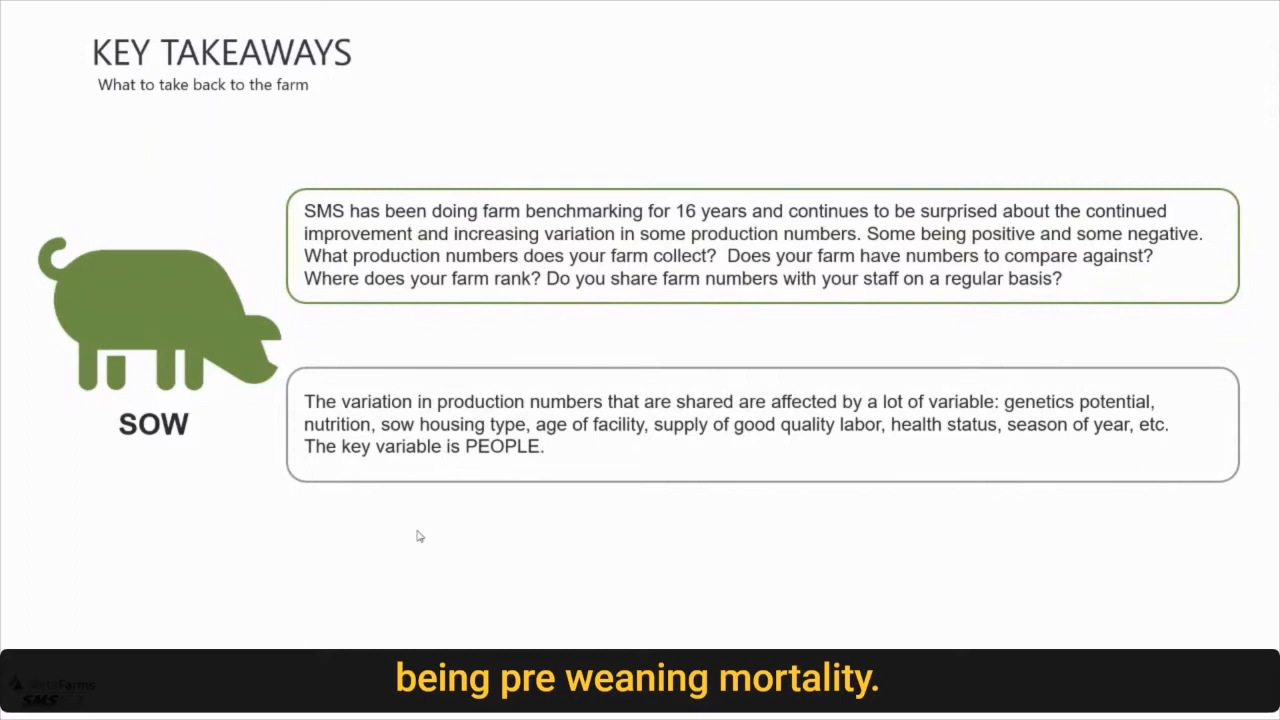 KEY TAKEAWAYS
What to take back to the farm
SMS has been doing farm benchmarking for 16 years and continues to be surprised about the continued
improvement and increasing variation in some production numbers. Some being positive and some negative.
What production numbers does your farm collect?  Does your farm have numbers to compare against?
Where does your farm rank? Do you share farm numbers with your staff on a regular basis?
SOW
The variation in production numbers that are shared are affected by a lot of variable: genetics potential,
nutrition, sow housing type, age of facility, supply of good quality labor, health status, season of year, etc.
The key variable is PEOPLE.
being pre weaning mortality.
MetaFarms
SMS